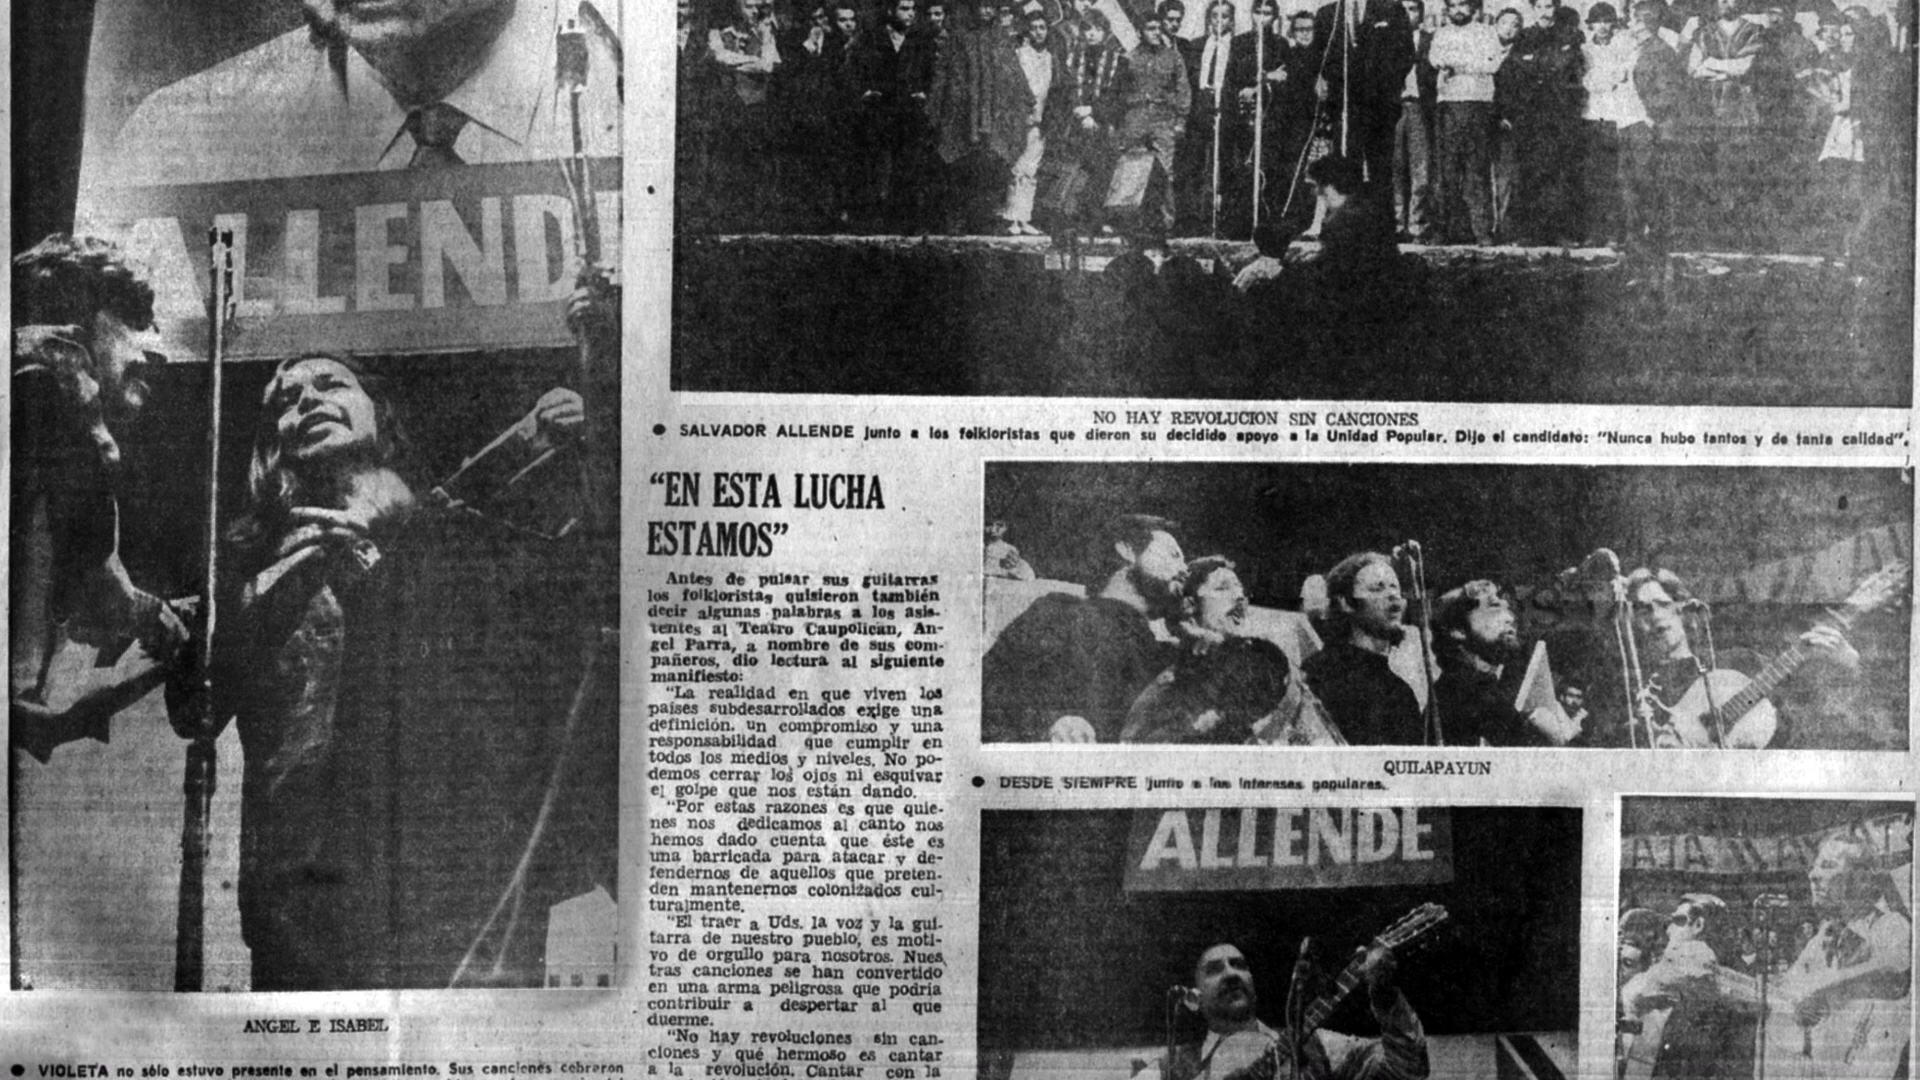 ALLENDE
ANGEL E ISABEL
● VIOLETA no sólo estuvo presente en el pensamiento. Sus canciones cobraron
NO HAY REVOLUCION SIN CANCIONES
● SALVADOR ALLENDE junto a los folkloristas que dieron su decidido apoyo a la Unidad Popular. Dijo el candidato: "Nunca hubo tantos y de tanta calidad".
"EN ESTA LUCHA
ESTAMOS"
Antes de pulsar sus guitarras
los folkloristas quisieron también
decir algunas palabras a los asis-
tentes al Teatro Caupolicán, An-
gel Parra, a nombre de sus com-
pañeros, dio lectura al siguiente
manifiesto:
"La realidad en que viven los
países subdesarrollados exige una
definición. un compromiso y una
responsabilidad que cumplir en
todos los medios y niveles. No po-
demos cerrar los ojos ni esquivar
el golpe que nos están dando.
"Por estas razones es que quie-
nes nos dedicamos al canto nos
hemos dado cuenta que éste es
una barricada para atacar y de-
fendernos de aquellos que preten-
den mantenernos colonizados cul-
turalmente.
"El traer a Uds. la voz y la gui-
tarra de nuestro pueblo, es moti-
vo de orgullo para nosotros. Nues
tras canciones se han convertido
en una arma peligrosa que podría
contribuir a despertar al que
duerme.
"No hay revoluciones sin can-
ciones y qué hermoso es cantar
a la revolución. Cantar con la
QUILAPAYUN
● DESDE SIEMPRE junto a los intereses populares.
ALLENDE